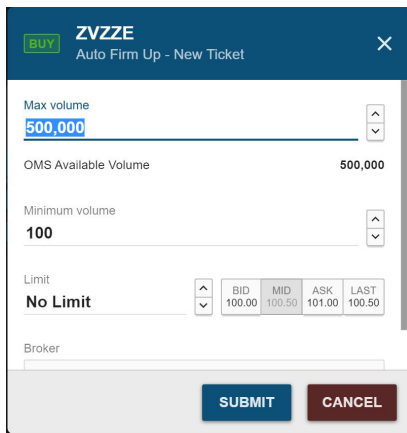 BUY
ZVZZE
Auto Firm Up - New Ticket
Max volume
500,000
OMS Available Volume 500,000
Minimum volume
100
Limit
No Limit
BID MID ASK LAST
100.00 100.50 101.00 100.50
Broker
SUBMIT CANCEL